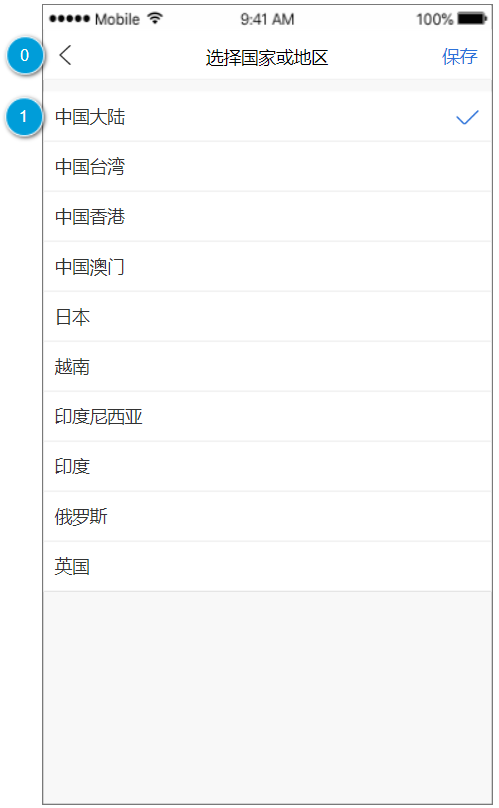 Mobile 9:41 AM 100%
0
选择国家或地区 保存
1
中国大陆
中国台湾
中国香港
中国澳门
日本
越南
印度尼西亚
印度
俄罗斯
英国